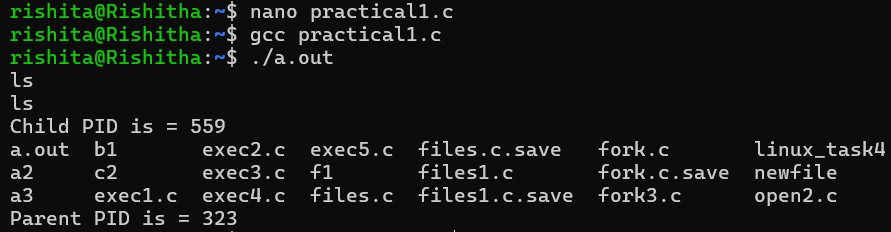 rishita@Rishitha:~$ nano practical1.c
rishita@Rishitha:~$ gcc practical1.c
rishita@Rishitha:~$ ./a.out
ls
ls
Child PID is = 559
a.out  b1     exec2.c  exec5.c  files.c.save   fork.c       linux_task4
a2     c2     exec3.c  f1       files1.c       fork.c.save  newfile
a3     exec1.c  exec4.c  files.c  files1.c.save  fork3.c      open2.c
Parent PID is = 323